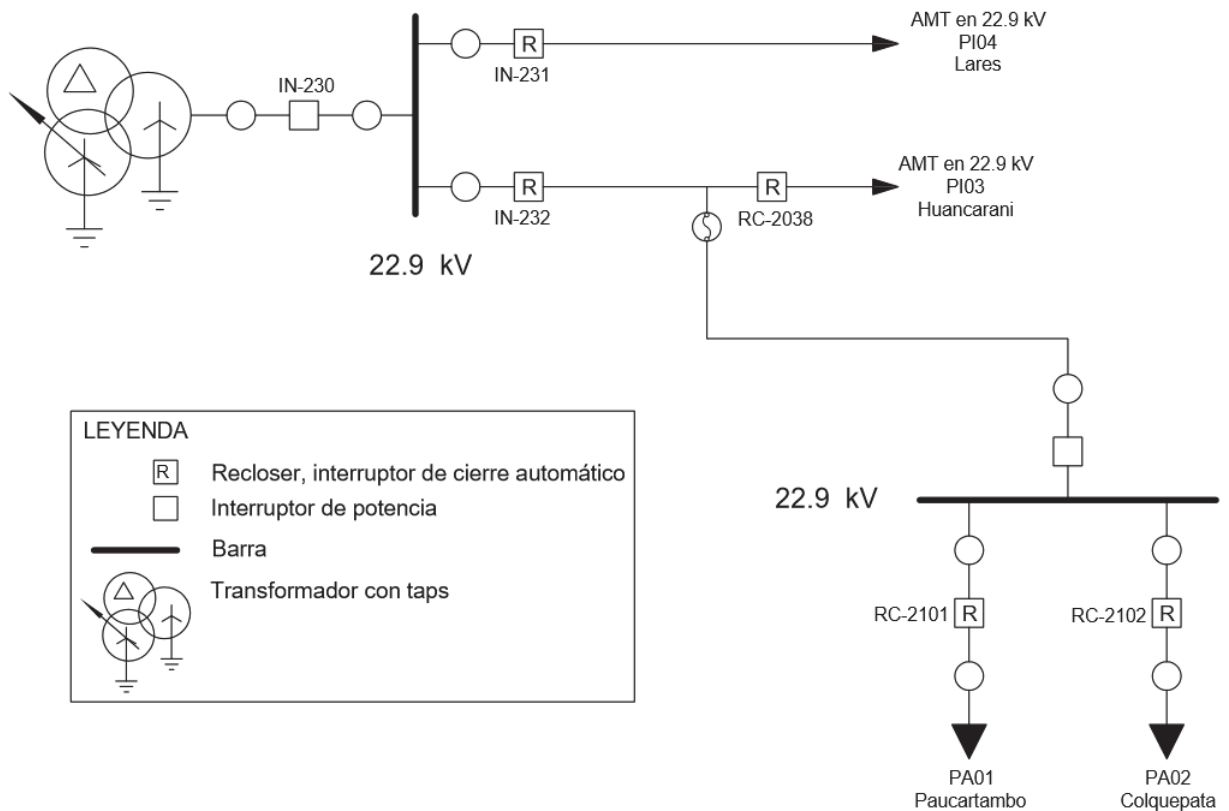 AMT en 22.9 kV
PI04
Lares
R
IN-231
IN-230
AMT en 22.9 kV
PI03
Huancarani
R
IN-232
R
RC-2038
22.9 kV
LEYENDA
R Recloser, interruptor de cierre automático
Interruptor de potencia
Barra
Transformador con taps
22.9 kV
RC-2101 R
RC-2102 R
PA01
Paucartambo
PA02
Colquepata